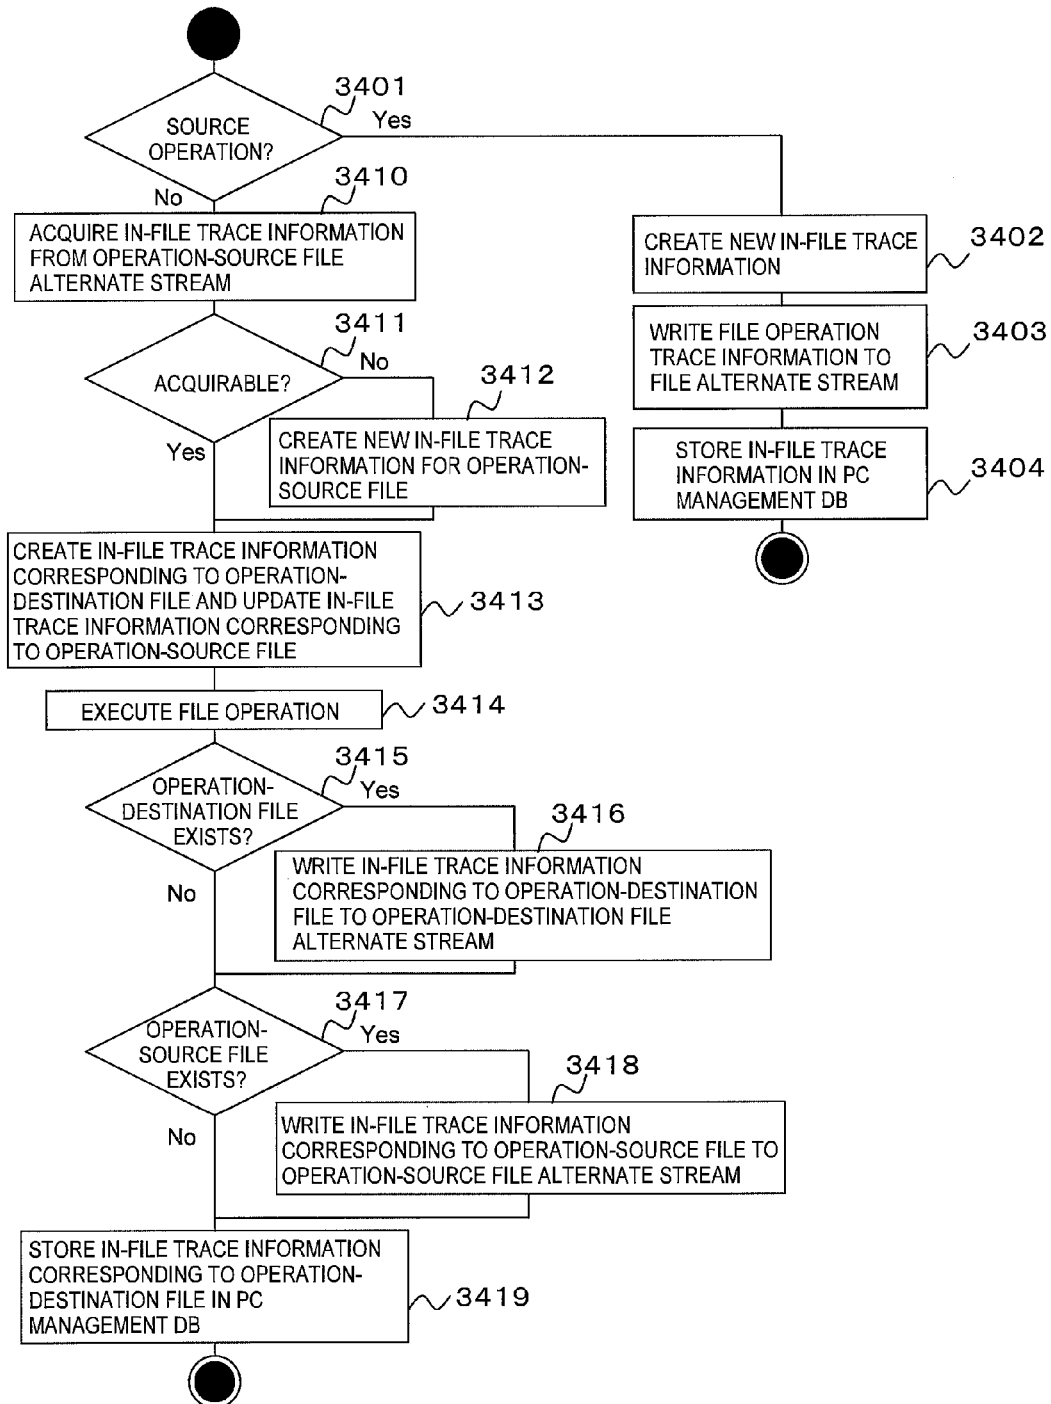 3401
Yes
SOURCE
OPERATION?
No
3410
ACQUIRE IN-FILE TRACE INFORMATION
FROM OPERATION-SOURCE FILE
ALTERNATE STREAM
CREATE NEW IN-FILE TRACE
INFORMATION
3402
WRITE FILE OPERATION
TRACE INFORMATION TO
FILE ALTERNATE STREAM
3403
STORE IN-FILE TRACE
INFORMATION IN PC
MANAGEMENT DB
3404
3411
No
ACQUIRABLE?
Yes
3412
CREATE NEW IN-FILE TRACE
INFORMATION FOR OPERATION-
SOURCE FILE
CREATE IN-FILE TRACE INFORMATION
CORRESPONDING TO OPERATION-
DESTINATION FILE AND UPDATE IN-FILE
TRACE INFORMATION CORRESPONDING
TO OPERATION-SOURCE FILE
3413
EXECUTE FILE OPERATION
3414
3415
Yes
OPERATION-
DESTINATION FILE
EXISTS?
No
3416
WRITE IN-FILE TRACE INFORMATION
CORRESPONDING TO OPERATION-DESTINATION
FILE TO OPERATION-DESTINATION FILE
ALTERNATE STREAM
3417
Yes
OPERATION-
SOURCE FILE
EXISTS?
No
3418
WRITE IN-FILE TRACE INFORMATION
CORRESPONDING TO OPERATION-SOURCE FILE TO
OPERATION-SOURCE FILE ALTERNATE STREAM
STORE IN-FILE TRACE INFORMATION
CORRESPONDING TO OPERATION-
DESTINATION FILE IN PC
MANAGEMENT DB
3419